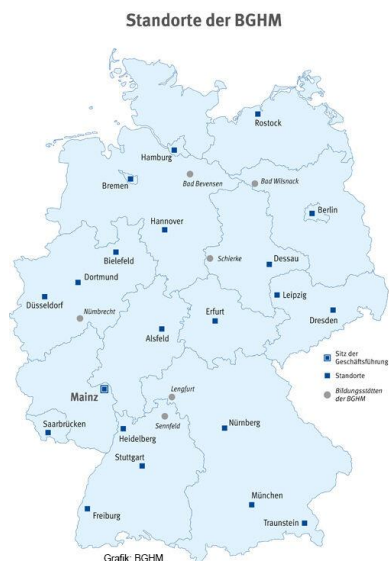 Standorte der BGHM
Rostock
Hamburg
Bad Bevensen
Bad Wilsnack
Bremen
Berlin
Hannover
Bielefeld
Schierke
Dessau
Dortmund
Leipzig
Düsseldorf
Nümbrecht
Erfurt
Dresden
Alsfeld
Sitz der
Geschäftsführung
Standorte
Bildungsstätten
der BGHM
Mainz
Lengfurt
Saarbrücken
Sennfeld
Heidelberg
Nürnberg
Stuttgart
München
Freiburg
Traunstein
Grafik: BGHM